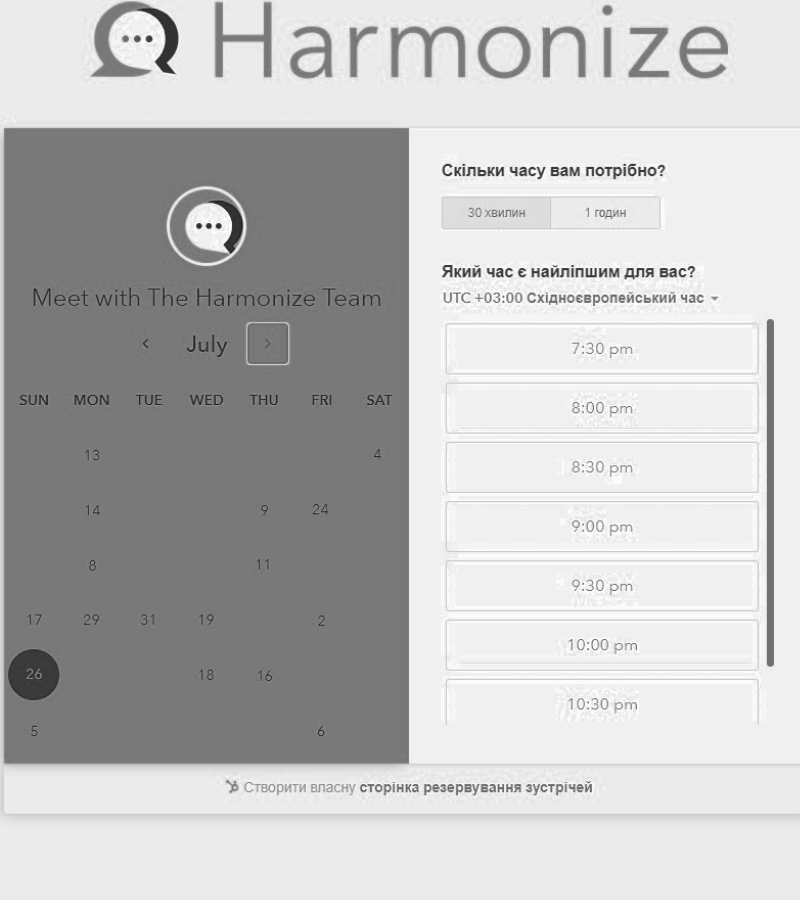 Harmonize
Meet with The Harmonize Team
July
SUN MON TUE WED THU FRI SAT
13 4
14 9 24
8 11
17 29 31 19 2
26 18 16
5 6
Скільки часу вам потрібно?
30 хвилин 1 годин
Який час є найліпшим для вас?
UTC +03:00 Східноєвропейський час
7:30 pm
8:00 pm
8:30 pm
9:00 pm
9:30 pm
10:00 pm
10:30 pm
Створити власну сторінка резервування зустрічей